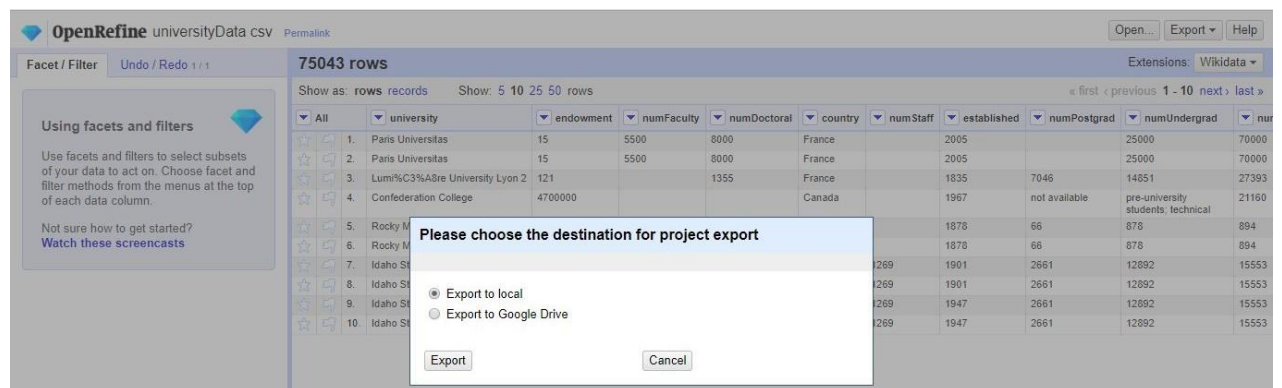 OpenRefine universityData csv Permalink Open... Export Help
Facet / Filter Undo / Redo 1 / 1 75043 rows Extensions: Wikidata
Show as: rows records Show: 5 10 25 50 rows « first ‹ previous 1 - 10 next › last »
Using facets and filters
Use facets and filters to select subsets
of your data to act on. Choose facet and
filter methods from the menus at the top
of each data column.
Not sure how to get started?
Watch these screencasts
All university endowment numFaculty numDoctoral country numStaff established numPostgrad numUndergrad
1. Paris Universitas 15 5500 8000 France 2005 25000 70000
2. Paris Universitas 15 5500 8000 France 2005 25000 70000
3. Lumi%C3%A8re University Lyon 2 121 1355 France 1835 7046 14851 27393
4. Confederation College 4700000 Canada 1967 not available pre-university 21160
students; technical
5. Rocky 1878 66 878 894
6. Rocky 1878 66 878 894
7. Idaho 1269 1901 2661 12892 15553
8. Idaho 1269 1901 2661 12892 15553
9. Idaho 1269 1947 2661 12892 15553
10. Idaho 1269 1947 2661 12892 15553
Please choose the destination for project export
Export to local
Export to Google Drive
Export Cancel